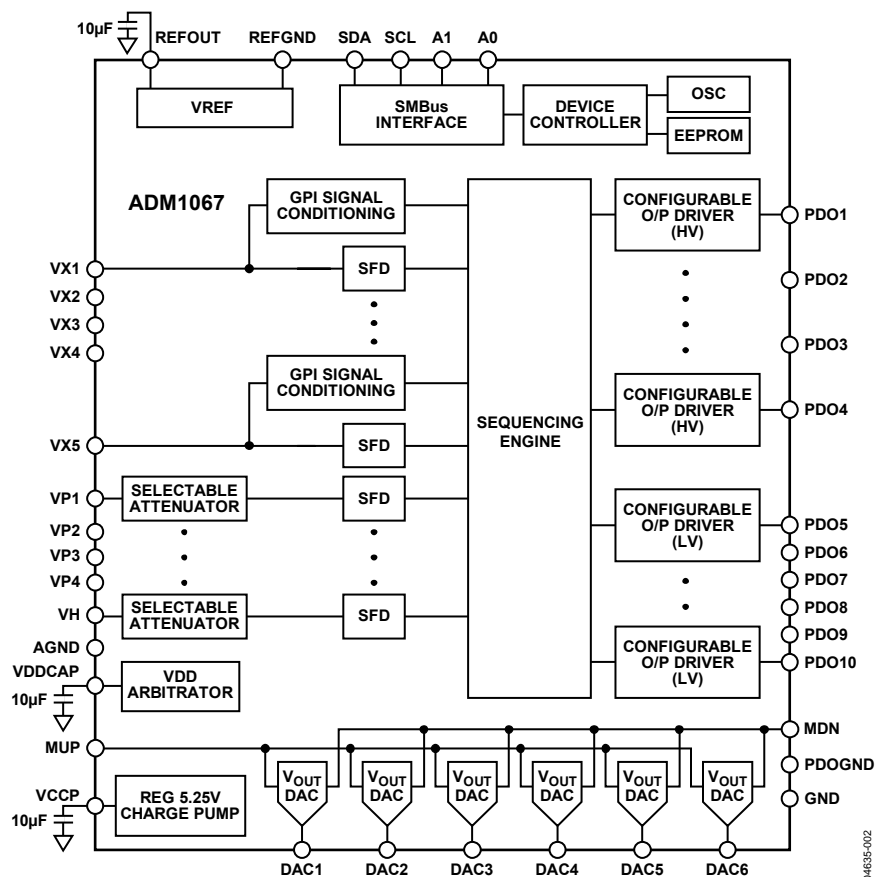 10µF
REFOUT REFGND SDA SCL A1 A0
VREF
SMBus
INTERFACE
DEVICE
CONTROLLER
OSC
EEPROM
ADM1067
GPI SIGNAL
CONDITIONING
CONFIGURABLE
O/P DRIVER
(HV)
PDO1
VX1
SFD
PDO2
VX2
VX3
PDO3
VX4
GPI SIGNAL
CONDITIONING
CONFIGURABLE
O/P DRIVER
(HV)
PDO4
SEQUENCING
ENGINE
VX5
SFD
VP1
SELECTABLE
ATTENUATOR
SFD
CONFIGURABLE
O/P DRIVER
(LV)
PDO5
VP2
PDO6
VP3
PDO7
VP4
PDO8
VH
SELECTABLE
ATTENUATOR
SFD
PDO9
AGND
CONFIGURABLE
O/P DRIVER
(LV)
PDO10
VDDCAP
10µF
VDD
ARBITRATOR
MDN
MUP
PDOGND
VOUT
DAC
VOUT
DAC
VOUT
DAC
VOUT
DAC
VOUT
DAC
VOUT
DAC
VCCP
10µF
REG 5.25V
CHARGE PUMP
GND
DAC1 DAC2 DAC3 DAC4 DAC5 DAC6
04635-002